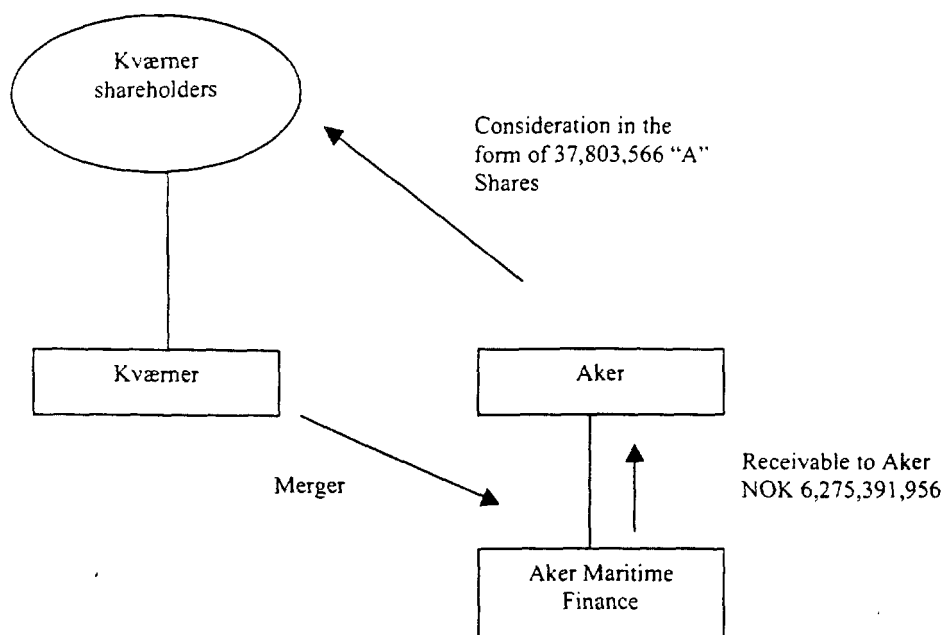 Kværner
shareholders
Consideration in the
form of 37,803,566 “A”
Shares
Kværner
Aker
Merger
Receivable to Aker
NOK 6,275,391,956
Aker Maritime
Finance